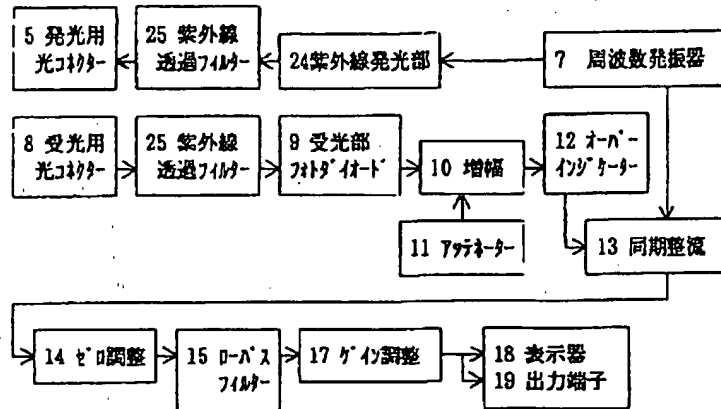 5 発光用
光コネクター
25 紫外線
透過フィルター
24紫外線発光部
7 周波数発振器
8 受光用
光コネクター
25 紫外線
透過フィルター
9 受光部
フォトダイオード
10 増幅
12 オーバー
インジケーター
11 アッテネーター
13 同期整流
14 ゼロ調整
15 ローパス
フィルター
17 ゲイン調整
18 表示器
19 出力端子